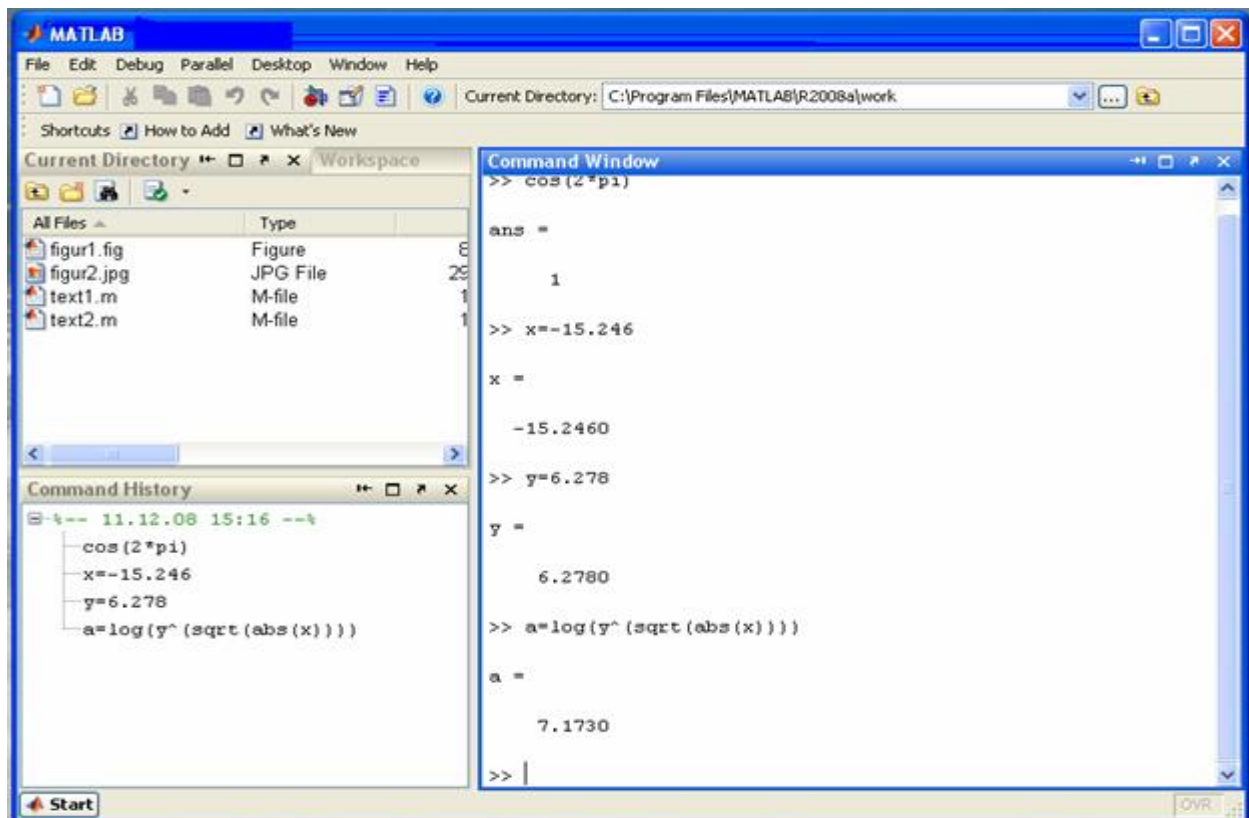 MATLAB
File Edit Debug Parallel Desktop Window Help
Current Directory: C:\Program Files\MATLAB\R2008a\work
Shortcuts How to Add What's New
Current Directory Workspace
All Files Type
figur1.fig Figure 8
figur2.jpg JPG File 29
text1.m M-file 1
text2.m M-file 1
Command History
%-- 11.12.08 15:16 --%
cos(2*pi)
x=-15.246
y=6.278
a=log(y^(sqrt(abs(x))))
Command Window
>> cos(2*pi)
ans =
1
>> x=-15.246
x =
-15.2460
>> y=6.278
y =
6.2780
>> a=log(y^(sqrt(abs(x))))
a =
7.1730
>>
Start
OVR